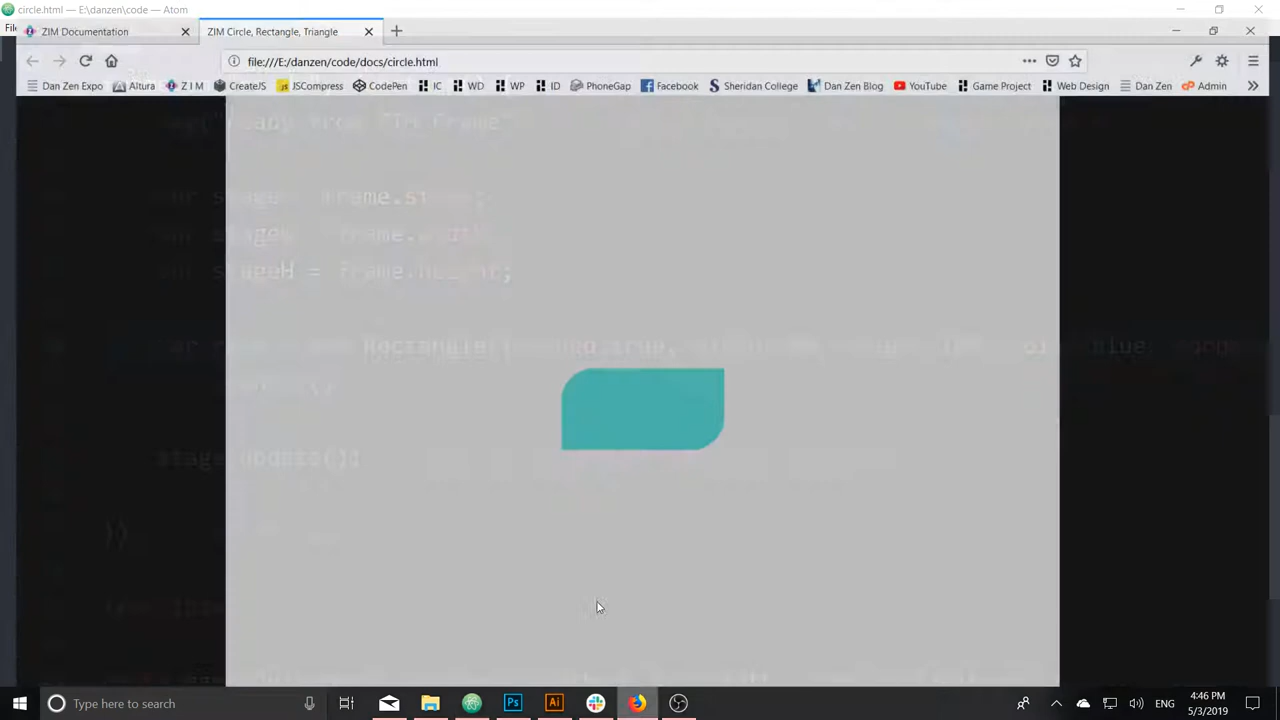 circle.html — E:\danzen\code — Atom
ZIM Documentation
ZIM Circle, Rectangle, Triangle
file:///E:/danzen/code/docs/circle.html
Dan Zen Expo
Altura
Z I M
CreateJS
JSCompress
CodePen
IC
WD
WP
ID
PhoneGap
Facebook
Sheridan College
Dan Zen Blog
YouTube
Game Project
Web Design
Dan Zen
Admin
stageH = frame.height;
Rectangle
stage.update();
})
Type here to search
ENG
4:46 PM
5/3/2019